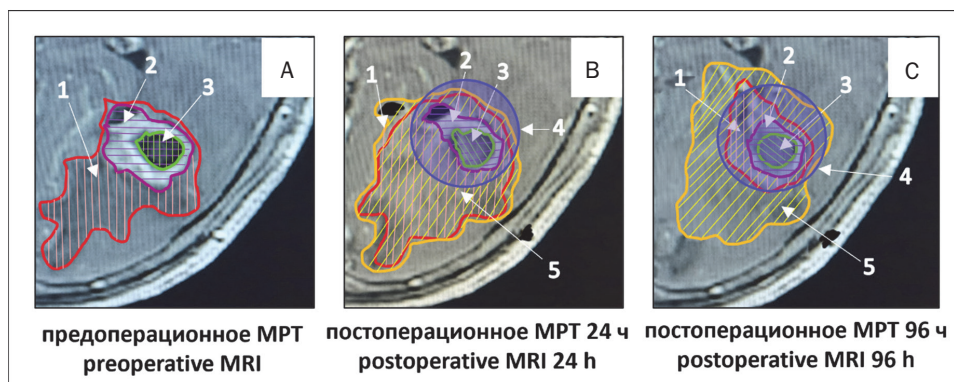 A
1
2
3
B
1
2
3
4
5
C
1
2
3
4
5
предоперационное МРТ
preoperative MRI
постоперационное МРТ 24 ч
postoperative MRI 24 h
постоперационное МРТ 96 ч
postoperative MRI 96 h